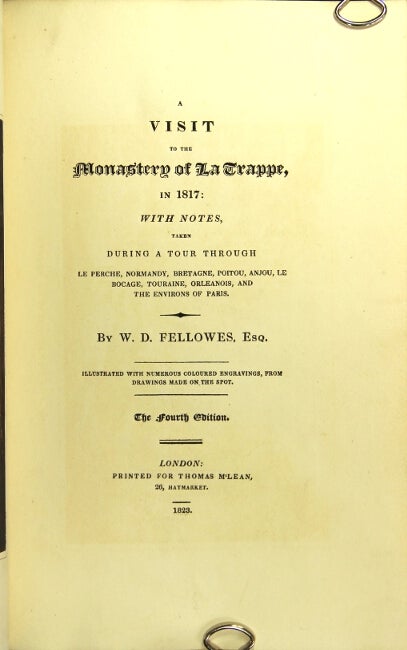 A
VISIT
TO THE
Monastery of La Trappe,
IN 1817:
WITH NOTES,
TAKEN
DURING A TOUR THROUGH
LE PERCHE, NORMANDY, BRETAGNE, POITOU, ANJOU, LE
BOCAGE, TOURAINE, ORLEANOIS, AND
THE ENVIRONS OF PARIS.
BY W. D. FELLOWES, ESQ.
ILLUSTRATED WITH NUMEROUS COLOURED ENGRAVINGS, FROM
DRAWINGS MADE ON THE SPOT.
The Fourth Edition.
LONDON:
PRINTED FOR THOMAS M'LEAN,
26, HAYMARKET.
1823.